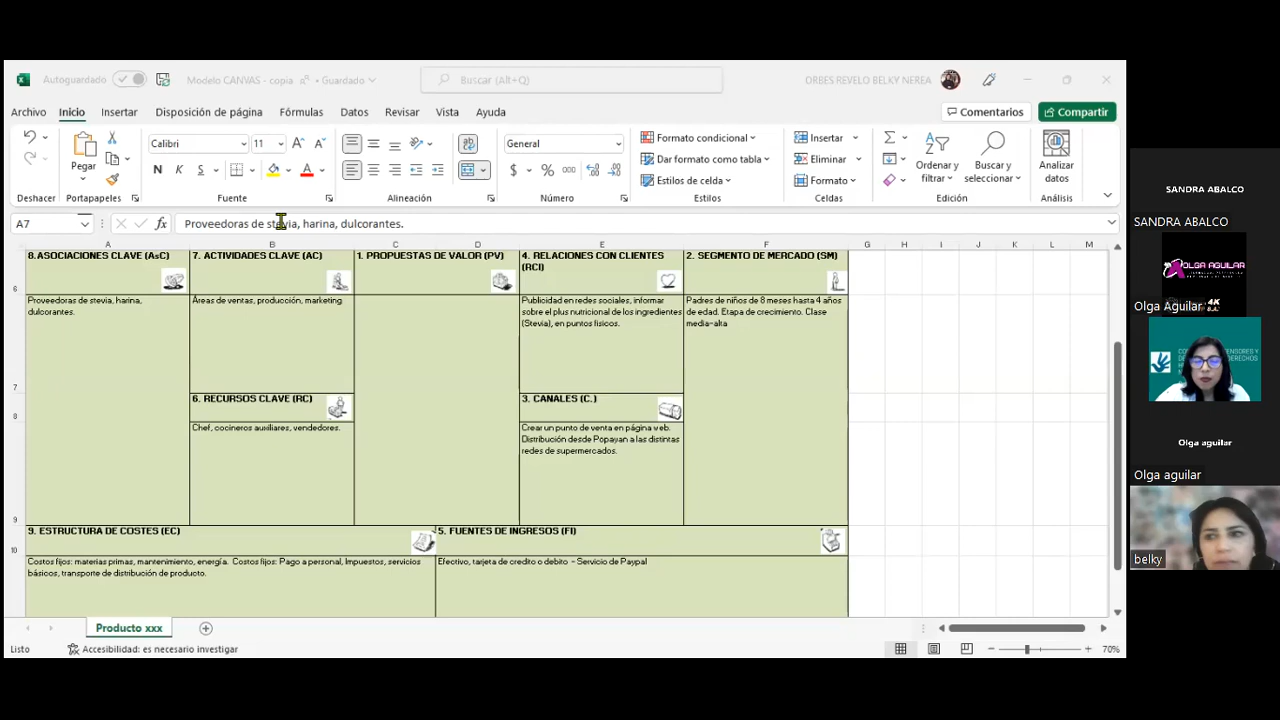 Autoguardado
Modelo CANVAS - copia
• Guardado
Buscar (Alt+Q)
ORBES REVELO BELKY NEREA
Archivo Inicio Insertar Disposición de página Fórmulas Datos Revisar Vista Ayuda
Comentarios
Compartir
Pegar
Calibri
11
N K S
General
$ % 000
Formato condicional
Dar formato como tabla
Estilos de celda
Insertar
Eliminar
Formato
Ordenar y
filtrar
Buscar y
seleccionar
Analizar
datos
Deshacer Portapapeles Fuente Alineación Número Estilos Celdas Edición Análisis
A7
fx
Proveedoras de stevia, harina, dulcorantes.
A B C D E F G H I J K L M
6
8.ASOCIACIONES CLAVE (AsC)
7. ACTIVIDADES CLAVE (AC)
1. PROPUESTAS DE VALOR (PV)
4. RELACIONES CON CLIENTES
(RCl)
2. SEGMENTO DE MERCADO (SM)
7
Proveedoras de stevia, harina,
dulcorantes.
Áreas de ventas, producción, marketing.
Publicidad en redes sociales, informar
sobre el plus nutricional de los ingredientes
(Stevia), en puntos físicos.
Padres de niños de 8 meses hasta 4 años
de edad. Etapa de crecimiento. Clase
media-alta
8
6. RECURSOS CLAVE (RC)
3. CANALES (C.)
9
Chef, cocineros auxiliares, vendedores.
Crear un punto de venta en página web.
Distribución desde Popayan a las distintas
redes de supermercados.
10
9. ESTRUCTURA DE COSTES (EC)
5. FUENTES DE INGRESOS (FI)
Costos fijos: materias primas, mantenimiento, energía. Costos fijos: Pago a personal, Impuestos, servicios
básicos, transporte de distribución de producto.
Efectivo, tarjeta de credito o debito - Servicio de Paypal
Producto xxx
Listo
Accesibilidad: es necesario investigar
70%
SANDRA ABALCO
SANDRA ABALCO
OLGA AGUILAR
4K
Olga Aguilar
Olga aguilar
Olga aguilar
belky